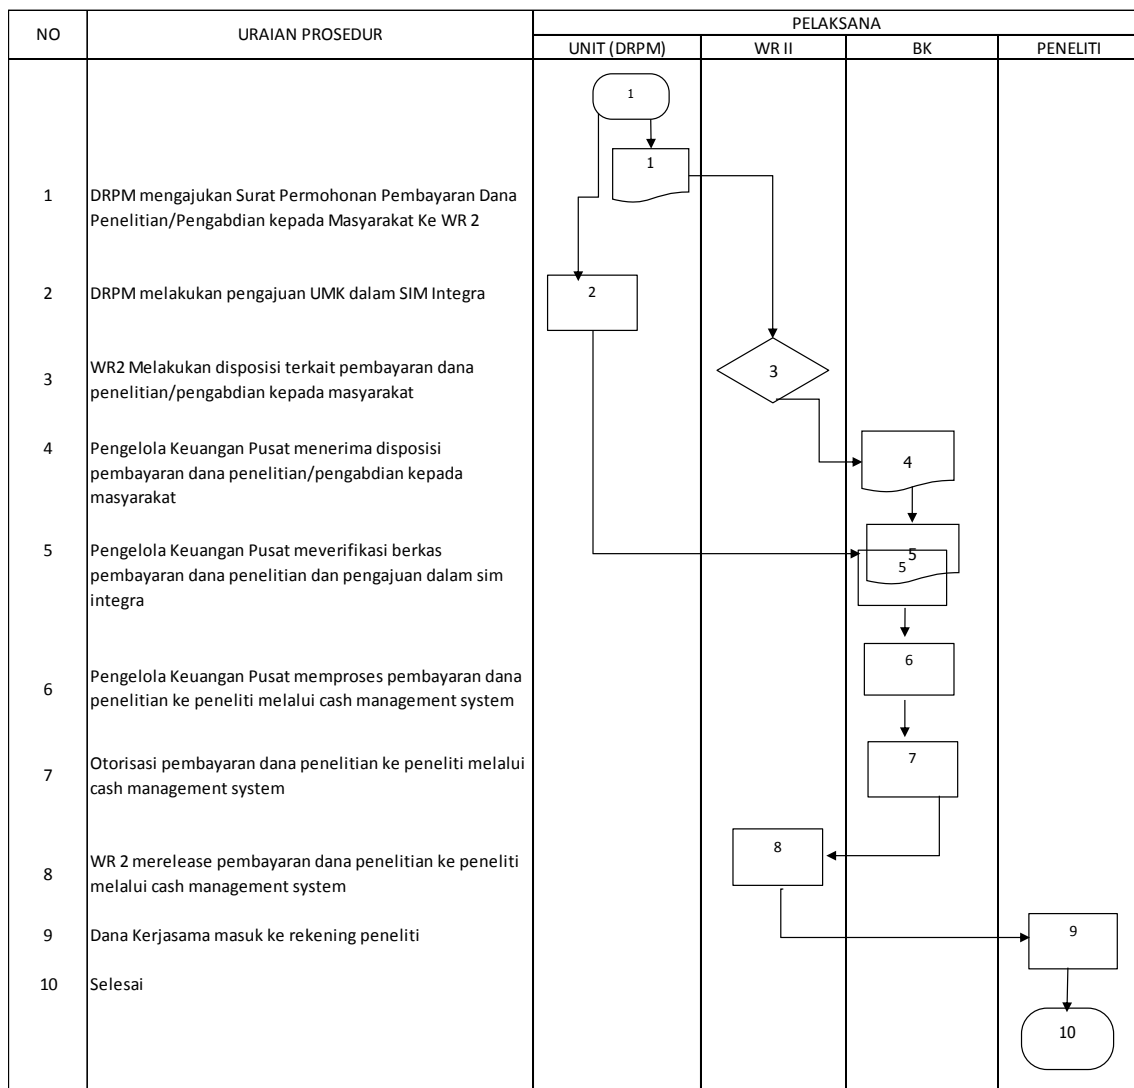 NO
URAIAN PROSEDUR
PELAKSANA
UNIT (DRPM)
WR II
BK
PENELITI
1
1
1
DRPM mengajukan Surat Permohonan Pembayaran Dana
Penelitian/Pengabdian kepada Masyarakat Ke WR 2
2
DRPM melakukan pengajuan UMK dalam SIM Integra
2
3
WR2 Melakukan disposisi terkait pembayaran dana
penelitian/pengabdian kepada masyarakat
3
4
Pengelola Keuangan Pusat menerima disposisi
pembayaran dana penelitian/pengabdian kepada
masyarakat
4
5
Pengelola Keuangan Pusat meverifikasi berkas
pembayaran dana penelitian dan pengajuan dalam sim
integra
5
5
6
Pengelola Keuangan Pusat memproses pembayaran dana
penelitian ke peneliti melalui cash management system
6
7
Otorisasi pembayaran dana penelitian ke peneliti melalui
cash management system
7
8
WR 2 merelease pembayaran dana penelitian ke peneliti
melalui cash management system
8
9
Dana Kerjasama masuk ke rekening peneliti
9
10
Selesai
10